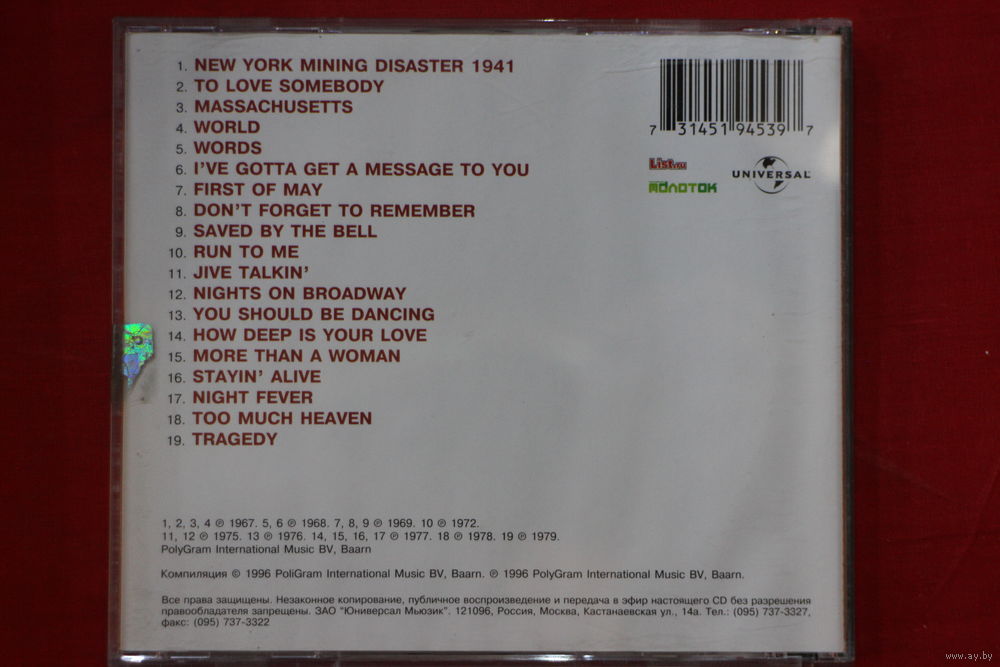 1. NEW YORK MINING DISASTER 1941
2. TO LOVE SOMEBODY
3. MASSACHUSETTS
4. WORLD
5. WORDS
6. I'VE GOTTA GET A MESSAGE TO YOU
7. FIRST OF MAY
8. DON'T FORGET TO REMEMBER
9. SAVED BY THE BELL
10. RUN TO ME
11. JIVE TALKIN'
12. NIGHTS ON BROADWAY
13. YOU SHOULD BE DANCING
14. HOW DEEP IS YOUR LOVE
15. MORE THAN A WOMAN
16. STAYIN' ALIVE
17. NIGHT FEVER
18. TOO MUCH HEAVEN
19. TRAGEDY
7 31451 94539 7
UNIVERSAL
МОЛОТОК
1, 2, 3, 4 ℗ 1967. 5, 6 ℗ 1968. 7, 8, 9 ℗ 1969. 10 ℗ 1972.
11, 12 ℗ 1975. 13 ℗ 1976. 14, 15, 16, 17 ℗ 1977. 18 ℗ 1978. 19 ℗ 1979.
PolyGram International Music BV, Baarn
Компиляция © 1996 PoliGram International Music BV, Baarn. ℗ 1996 PolyGram International Music BV, Baarn.
Все права защищены. Незаконное копирование, публичное воспроизведение и передача в эфир настоящего CD без разрешения
правообладателя запрещены. ЗАО "Юниверсал Мьюзик". 121096, Россия, Москва, Кастанаевская ул., 14а. Тел.: (095) 737-3327,
факс: (095) 737-3322
www.ay.by